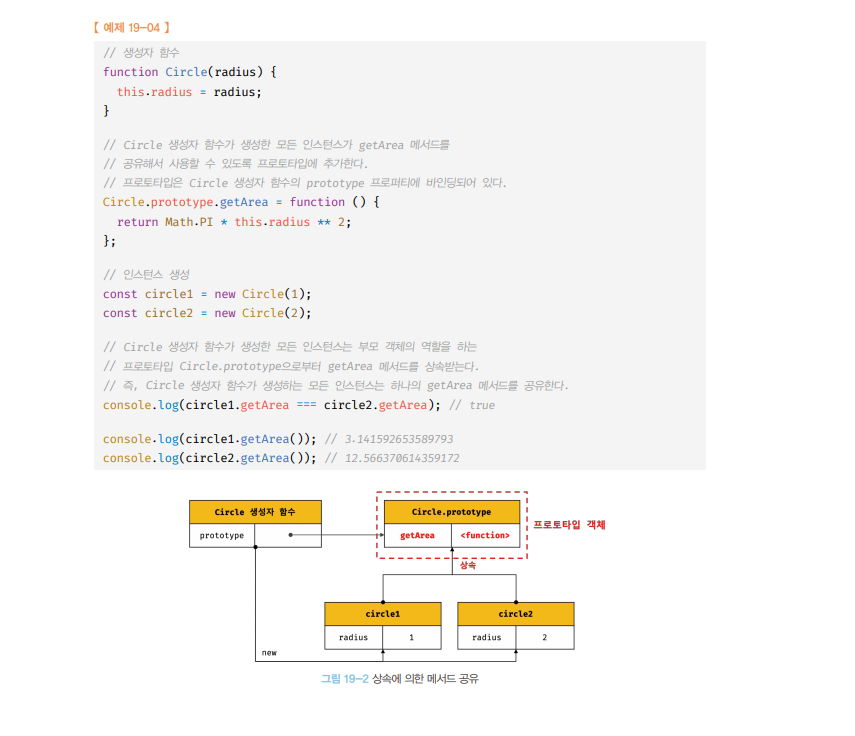 【 예제 19-04 】
// 생성자 함수
function Circle(radius) {
  this.radius = radius;
}
// Circle 생성자 함수가 생성한 모든 인스턴스가 getArea 메서드를
// 공유해서 사용할 수 있도록 프로토타입에 추가한다.
// 프로토타입은 Circle 생성자 함수의 prototype 프로퍼티에 바인딩되어 있다.
Circle.prototype.getArea = function () {
  return Math.PI * this.radius ** 2;
};
// 인스턴스 생성
const circle1 = new Circle(1);
const circle2 = new Circle(2);
// Circle 생성자 함수가 생성한 모든 인스턴스는 부모 객체의 역할을 하는
// 프로토타입 Circle.prototype으로부터 getArea 메서드를 상속받는다.
// 즉, Circle 생성자 함수가 생성하는 모든 인스턴스는 하나의 getArea 메서드를 공유한다.
console.log(circle1.getArea === circle2.getArea); // true
console.log(circle1.getArea()); // 3.141592653589793
console.log(circle2.getArea()); // 12.566370614359172
Circle 생성자 함수
prototype
Circle.prototype
getArea <function>
프로토타입 객체
상속
circle1
radius 1
circle2
radius 2
new
그림 19-2 상속에 의한 메서드 공유